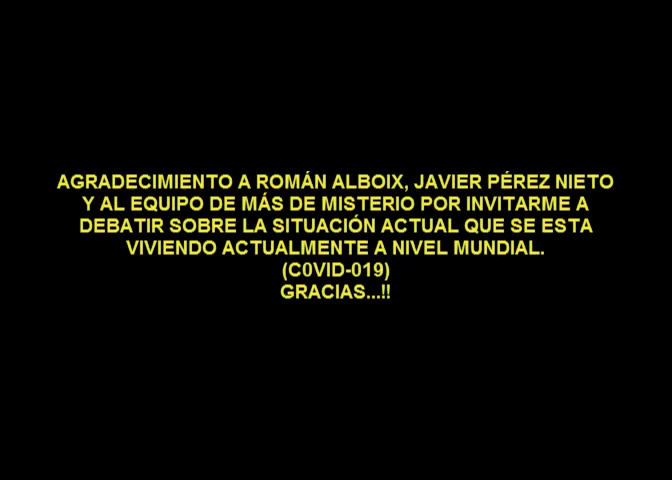 AGRADECIMIENTO A ROMÁN ALBOIX, JAVIER PÉREZ NIETO
Y AL EQUIPO DE MÁS DE MISTERIO POR INVITARME A
DEBATIR SOBRE LA SITUACIÓN ACTUAL QUE SE ESTA
VIVIENDO ACTUALMENTE A NIVEL MUNDIAL.
(C0VID-019)
GRACIAS...!!